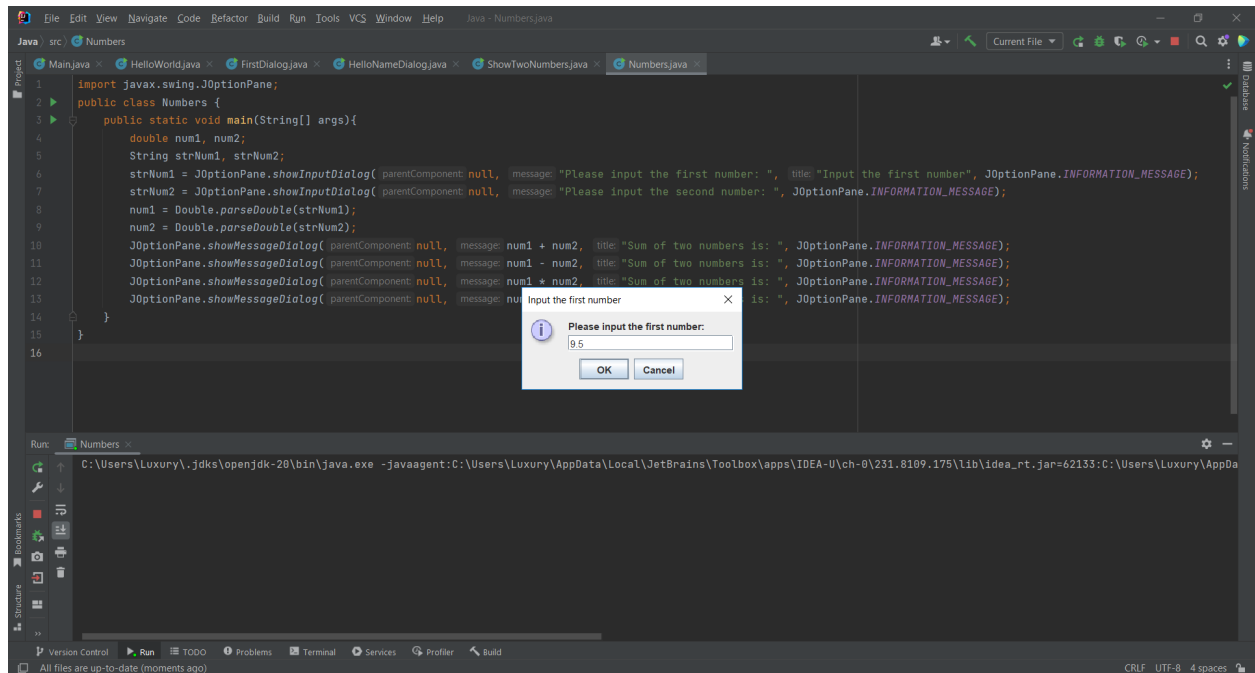 File Edit View Navigate Code Refactor Build Run Tools VCS Window Help Java - Numbers.java
Java src Numbers Current File
Main.java HelloWorld.java FirstDialog.java HelloNameDialog.java ShowTwoNumbers.java Numbers.java
Project
Database
Notifications
1 import javax.swing.JOptionPane;
2 public class Numbers {
3 public static void main(String[] args){
4 double num1, num2;
5 String strNum1, strNum2;
6 strNum1 = JOptionPane.showInputDialog( parentComponent: null, message: "Please input the first number: ", title: "Input the first number", JOptionPane.INFORMATION_MESSAGE);
7 strNum2 = JOptionPane.showInputDialog( parentComponent: null, message: "Please input the second number: ", JOptionPane.INFORMATION_MESSAGE);
8 num1 = Double.parseDouble(strNum1);
9 num2 = Double.parseDouble(strNum2);
10 JOptionPane.showMessageDialog( parentComponent: null, message: num1 + num2, title: "Sum of two numbers is: ", JOptionPane.INFORMATION_MESSAGE);
11 JOptionPane.showMessageDialog( parentComponent: null, message: num1 - num2, title: "Sum of two numbers is: ", JOptionPane.INFORMATION_MESSAGE);
12 JOptionPane.showMessageDialog( parentComponent: null, message: num1 * num2, title: "Sum of two numbers is: ", JOptionPane.INFORMATION_MESSAGE);
13 JOptionPane.showMessageDialog( parentComponent: null, message: is: ", JOptionPane.INFORMATION_MESSAGE);
14 }
15 }
16
Input the first number
Please input the first number:
9.5
OK Cancel
Run: Numbers
C:\Users\Luxury\.jdks\openjdk-20\bin\java.exe -javaagent:C:\Users\Luxury\AppData\Local\JetBrains\Toolbox\apps\IDEA-U\ch-0\231.8109.175\lib\idea_rt.jar=62133:C:\Users\Luxury\AppDa
Bookmarks
Structure
Version Control Run TODO Problems Terminal Services Profiler Build
All files are up-to-date (moments ago) CRLF UTF-8 4 spaces